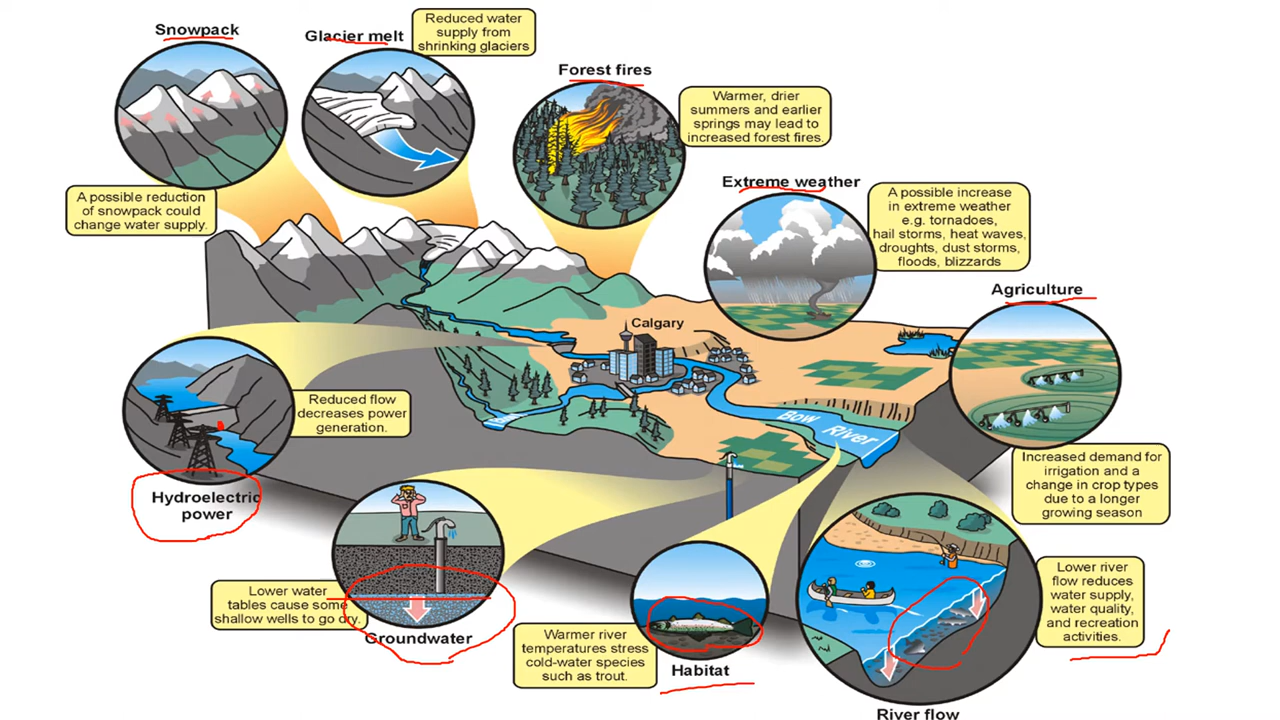 Snowpack
A possible reduction
of snowpack could
change water supply.
Glacier melt
Reduced water
supply from
shrinking glaciers
Forest fires
Warmer, drier
summers and earlier
springs may lead to
increased forest fires.
Extreme weather
A possible increase
in extreme weather
e.g. tornadoes,
hail storms, heat waves,
droughts, dust storms,
floods, blizzards
Agriculture
Increased demand for
irrigation and a
change in crop types
due to a longer
growing season
Calgary
Bow River
Reduced flow
decreases power
generation.
Hydroelectric
power
Lower water
tables cause some
shallow wells to go dry.
Groundwater
Warmer river
temperatures stress
cold-water species
such as trout.
Habitat
Lower river
flow reduces
water supply,
water quality,
and recreation
activities.
River flow